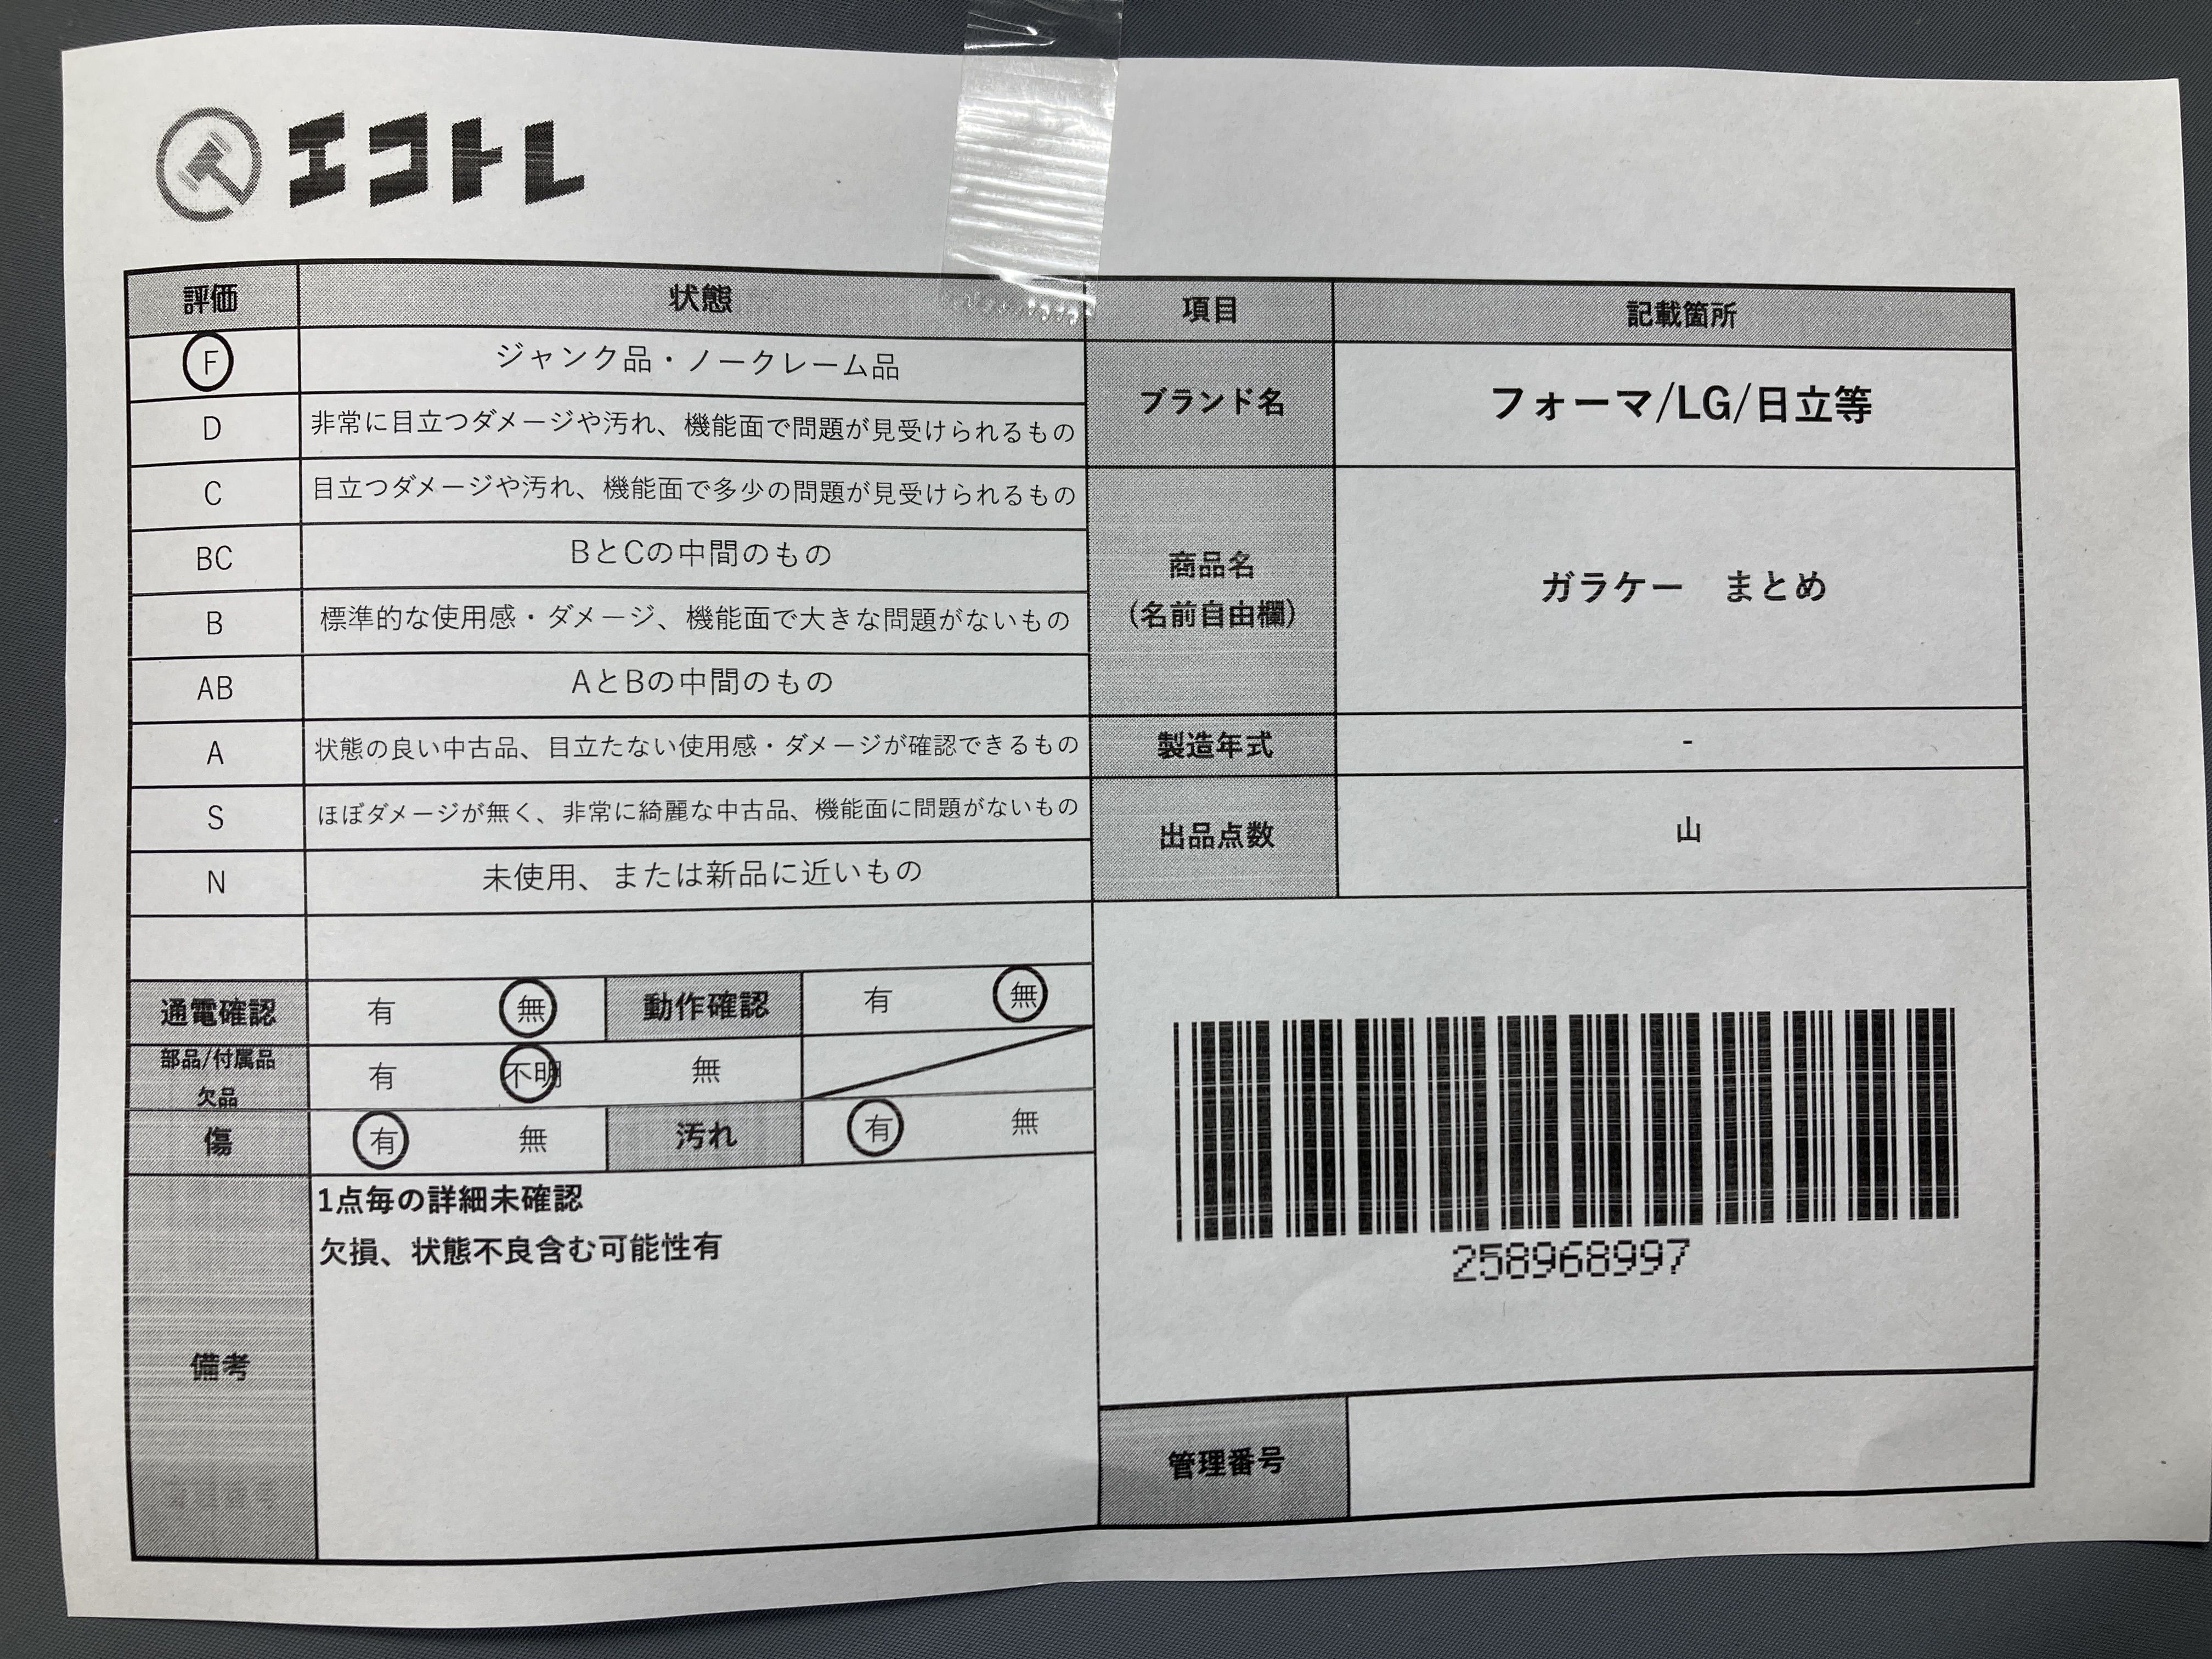 エコトレ
評価 状態 項目 記載箇所
F ジャンク品・ノークレーム品
D 非常に目立つダメージや汚れ、機能面で問題が見受けられるもの
ブランド名 フォーマ/LG/日立等
C 目立つダメージや汚れ、機能面で多少の問題が見受けられるもの
BC BとCの中間のもの
B 標準的な使用感・ダメージ、機能面で大きな問題がないもの
商品名
(名前自由欄)
ガラケー まとめ
AB AとBの中間のもの
A 状態の良い中古品、目立たない使用感・ダメージが確認できるもの
製造年式 -
S ほぼダメージが無く、非常に綺麗な中古品、機能面に問題がないもの
出品点数 山
N 未使用、または新品に近いもの
通電確認 有 無 動作確認 有 無
部品/付属品
欠品
有 不明 無
傷 有 無 汚れ 有 無
備考
1点毎の詳細未確認
欠損、状態不良含む可能性有
258968997
管理番号